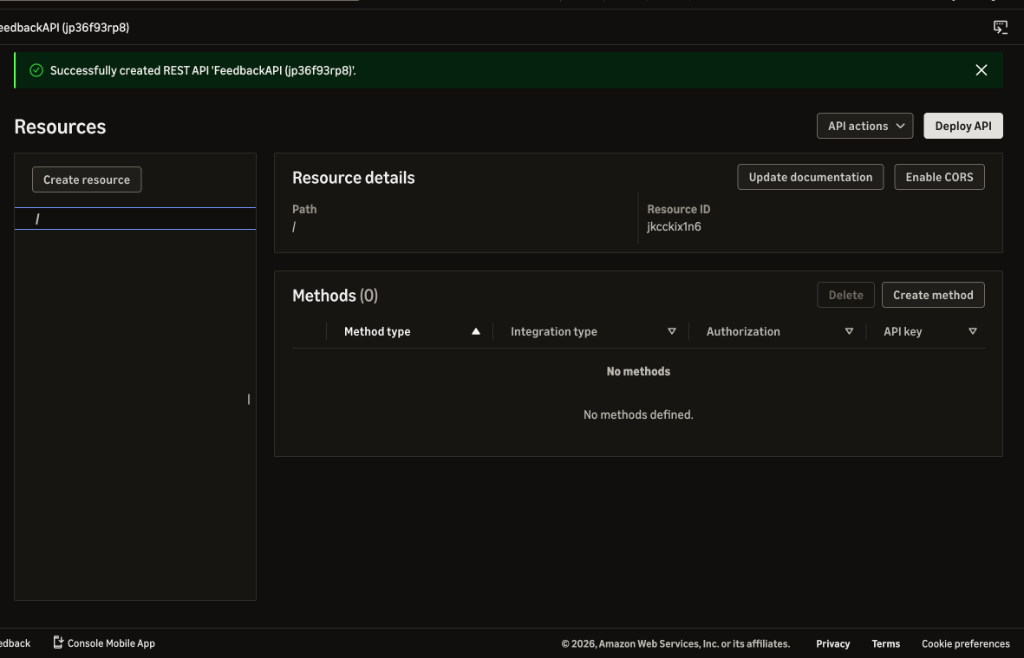 eedbackAPI (jp36f93rp8)
Successfully created REST API 'FeedbackAPI (jp36f93rp8)'.
Resources
API actions
Deploy API
Create resource
/
Resource details
Update documentation
Enable CORS
Path
/
Resource ID
jkcckix1n6
Methods (0)
Delete
Create method
Method type
Integration type
Authorization
API key
No methods
No methods defined.
edback
Console Mobile App
© 2026, Amazon Web Services, Inc. or its affiliates.
Privacy
Terms
Cookie preferences